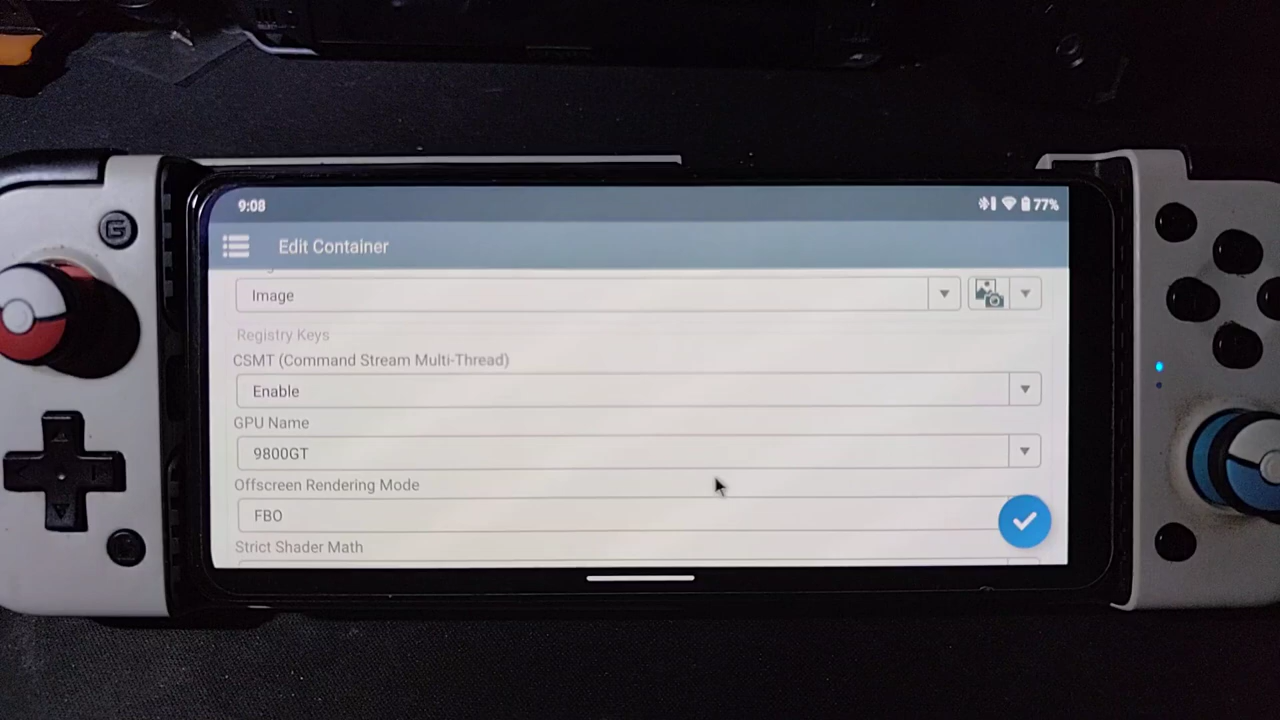 9:08
77%
Edit Container
Image
Registry Keys
CSMT (Command Stream Multi-Thread)
Enable
GPU Name
9800GT
Offscreen Rendering Mode
FBO
Strict Shader Math